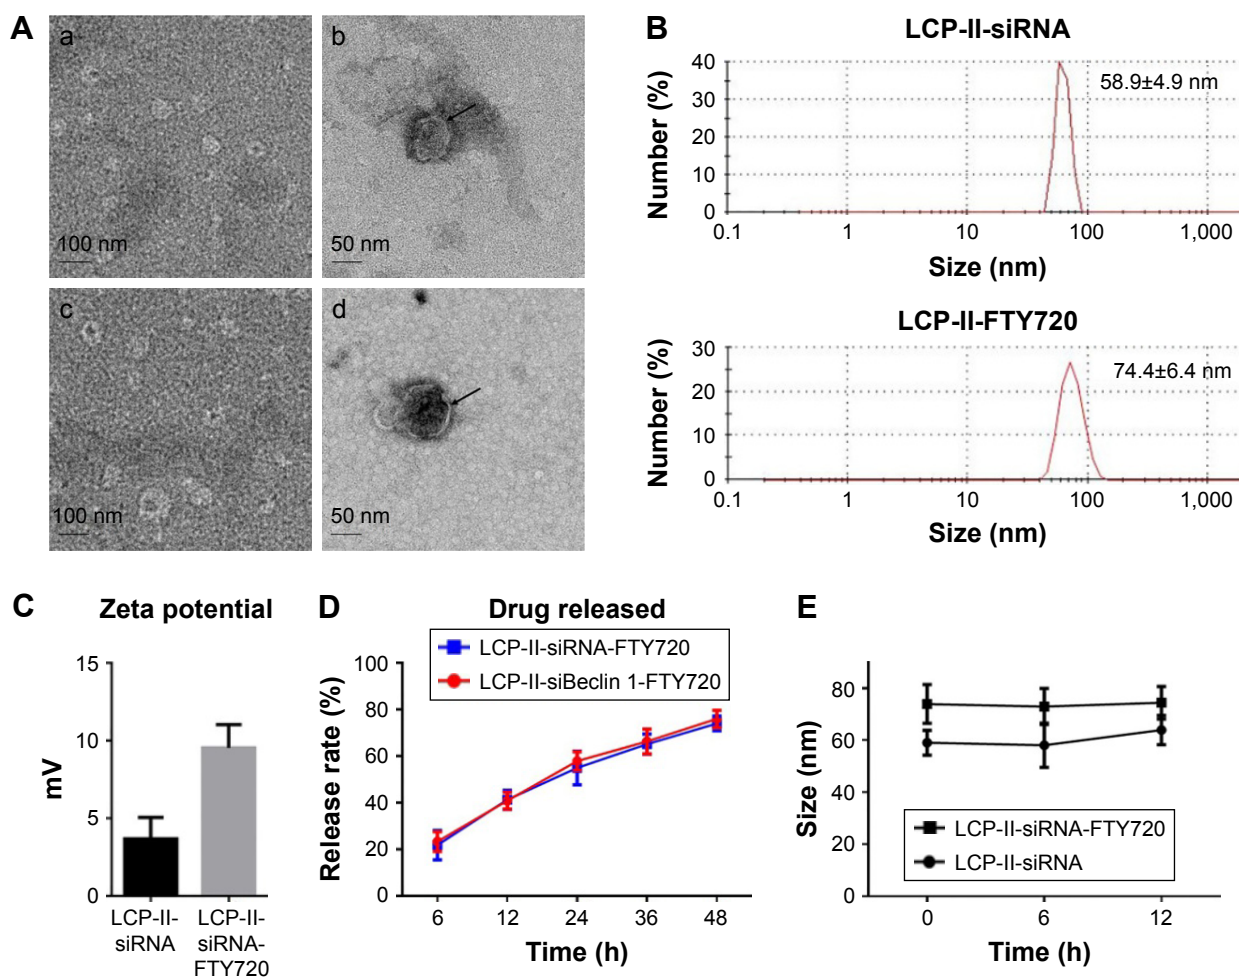 A
a
100 nm
b
50 nm
c
100 nm
d
50 nm
B
LCP-II-siRNA
Number (%)
40
30
20
10
0
58.9±4.9 nm
0.1 1 10 100 1,000
Size (nm)
LCP-II-FTY720
Number (%)
30
20
10
0
74.4±6.4 nm
0.1 1 10 100 1,000
Size (nm)
C
Zeta potential
mV
15
10
5
0
LCP-II-
siRNA
LCP-II-
siRNA-
FTY720
D
Drug released
LCP-II-siRNA-FTY720
LCP-II-siBeclin 1-FTY720
Release rate (%)
100
80
60
40
20
0
6 12 24 36 48
Time (h)
E
Size (nm)
80
60
40
20
0
LCP-II-siRNA-FTY720
LCP-II-siRNA
0 6 12
Time (h)